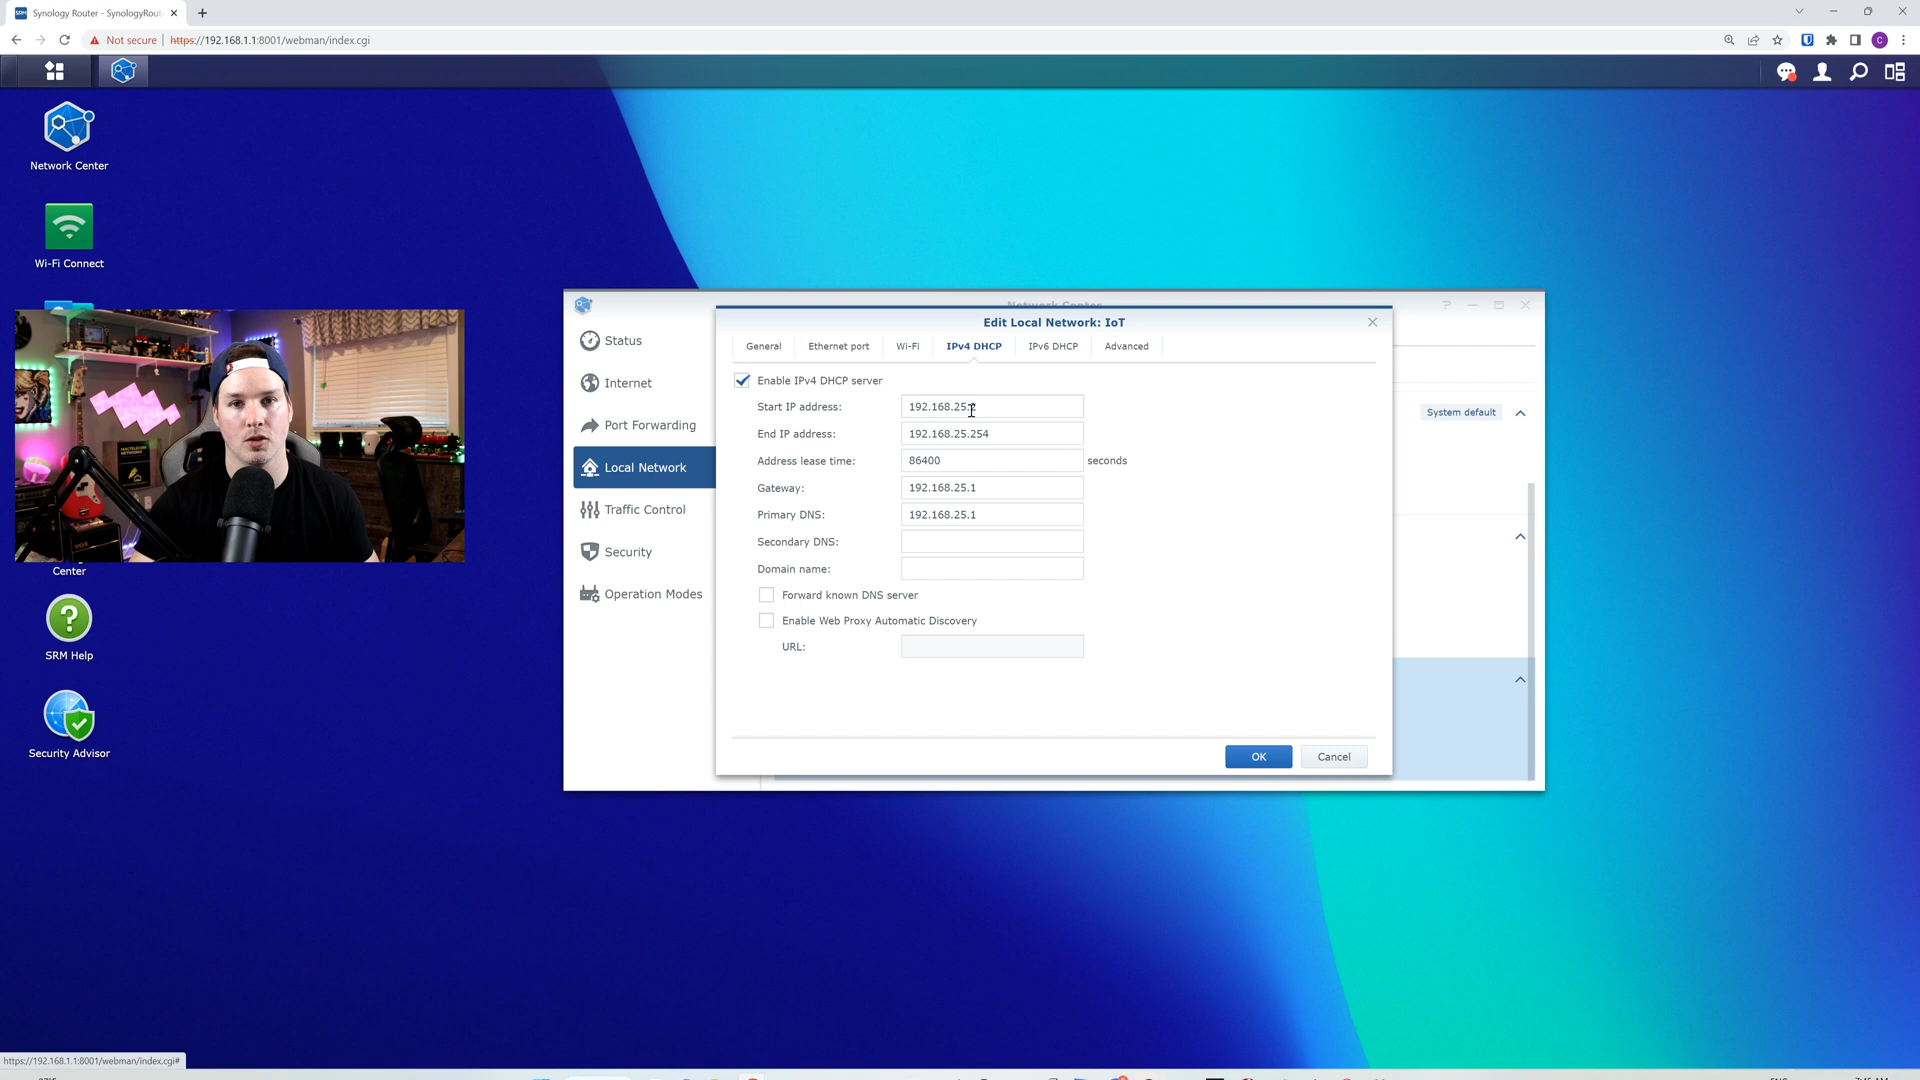 Synology Router - SynologyRout
Not secure
https://192.168.1.1:8001/webman/index.cgi
C
Network Center
Wi-Fi Connect
Center
SRM Help
Security Advisor
Network Center
Status
Internet
Port Forwarding
Local Network
Traffic Control
Security
Operation Modes
System default
Edit Local Network: IoT
General
Ethernet port
Wi-Fi
IPv4 DHCP
IPv6 DHCP
Advanced
Enable IPv4 DHCP server
Start IP address:
192.168.25.2
End IP address:
192.168.25.254
Address lease time:
86400
seconds
Gateway:
192.168.25.1
Primary DNS:
192.168.25.1
Secondary DNS:
Domain name:
Forward known DNS server
Enable Web Proxy Automatic Discovery
URL:
OK
Cancel
https://192.168.1.1:8001/webman/index.cgi#